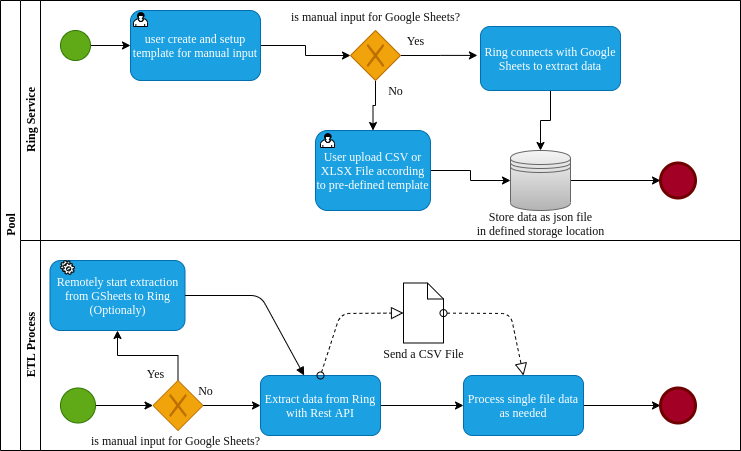 Pool
Ring Service
is manual input for Google Sheets?
user create and setup
template for manual input
Yes
Ring connects with Google
Sheets to extract data
No
User upload CSV or
XLSX File according
to pre-defined template
Store data as json file
in defined storage location
ETL Process
Remotely start extraction
from GSheets to Ring
(Optionaly)
Send a CSV File
Yes
No
Extract data from Ring
with Rest API
Process single file data
as needed
is manual input for Google Sheets?